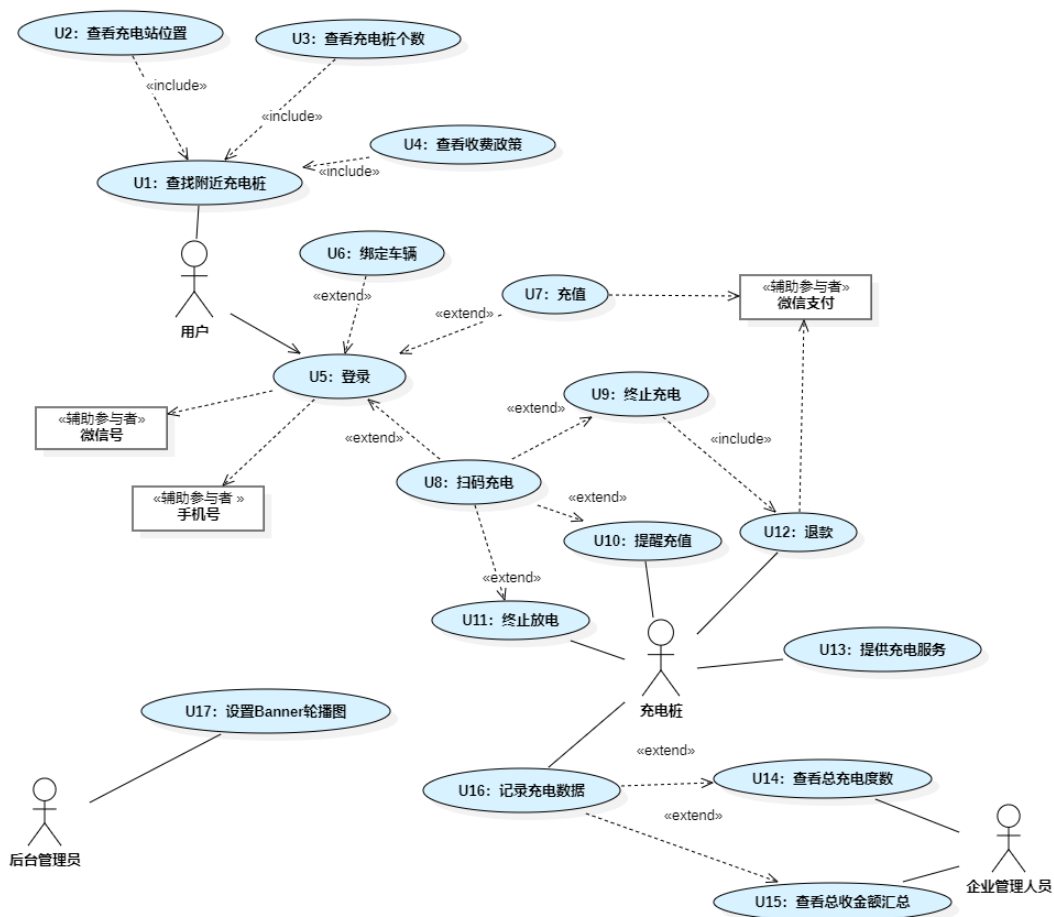 U2：查看充电站位置
U3：查看充电桩个数
«include»
«include»
U4：查看收费政策
«include»
U1：查找附近充电桩
U6：绑定车辆
«extend»
U7：充值
«extend»
«辅助参与者»
微信支付
用户
U5：登录
«辅助参与者»
微信号
«extend»
U9：终止充电
«extend»
«include»
U8：扫码充电
«辅助参与者 »
手机号
«extend»
U10：提醒充值
U12：退款
«extend»
U11：终止放电
U13：提供充电服务
充电桩
U17：设置Banner轮播图
«extend»
U14：查看总充电度数
U16：记录充电数据
«extend»
后台管理员
企业管理人员
U15：查看总收金额汇总